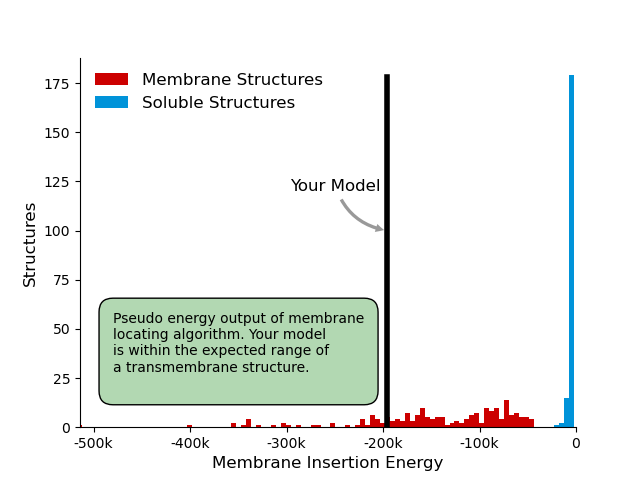 Membrane Structures
Soluble Structures
175
150
125
100
75
50
25
0
Structures
Your Model
Pseudo energy output of membrane
locating algorithm. Your model
is within the expected range of
a transmembrane structure.
-500k -400k -300k -200k -100k 0
Membrane Insertion Energy